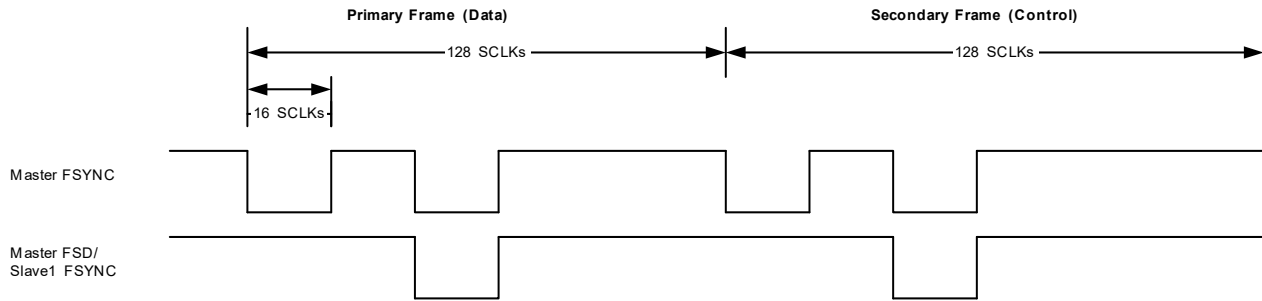 Primary Frame (Data)
Secondary Frame (Control)
128 SCLKs
128 SCLKs
16 SCLKs
Master FSYNC
Master FSD/
Slave1 FSYNC